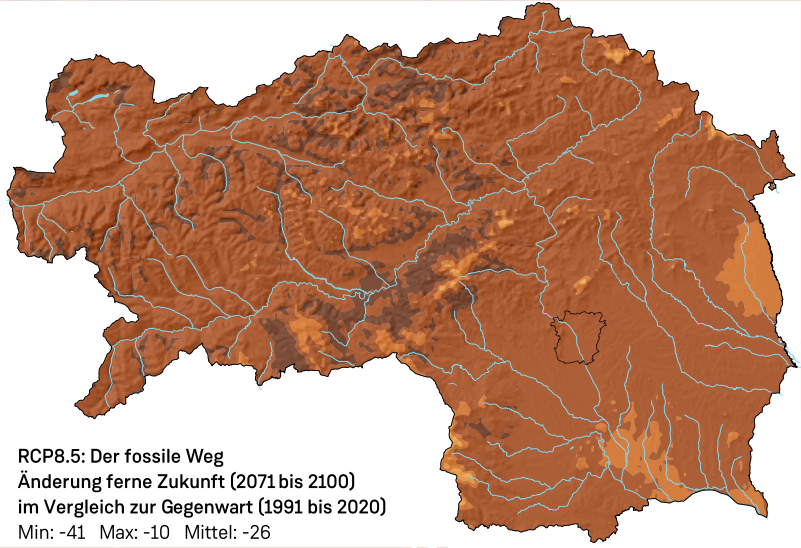 RCP8.5: Der fossile Weg
Änderung ferne Zukunft (2071 bis 2100)
im Vergleich zur Gegenwart (1991 bis 2020)
Min: -41 Max: -10 Mittel: -26